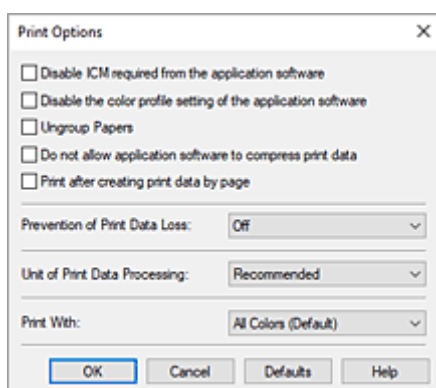 Print Options
Disable ICM required from the application software
Disable the color profile setting of the application software
Ungroup Papers
Do not allow application software to compress print data
Print after creating print data by page
Prevention of Print Data Loss: Off
Unit of Print Data Processing: Recommended
Print With: All Colors (Default)
OK Cancel Defaults Help